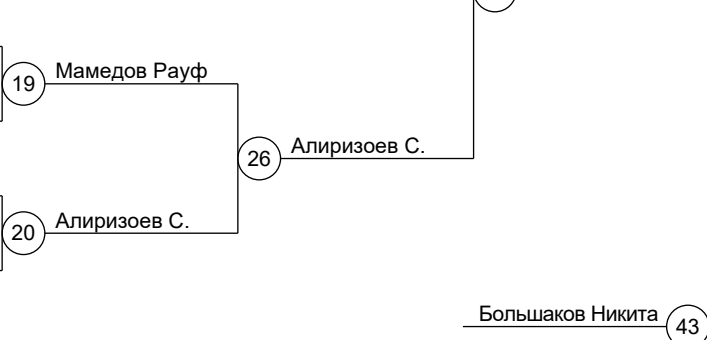 19 Мамедов Рауф
26 Алиризоев С.
20 Алиризоев С.
Большаков Никита 43